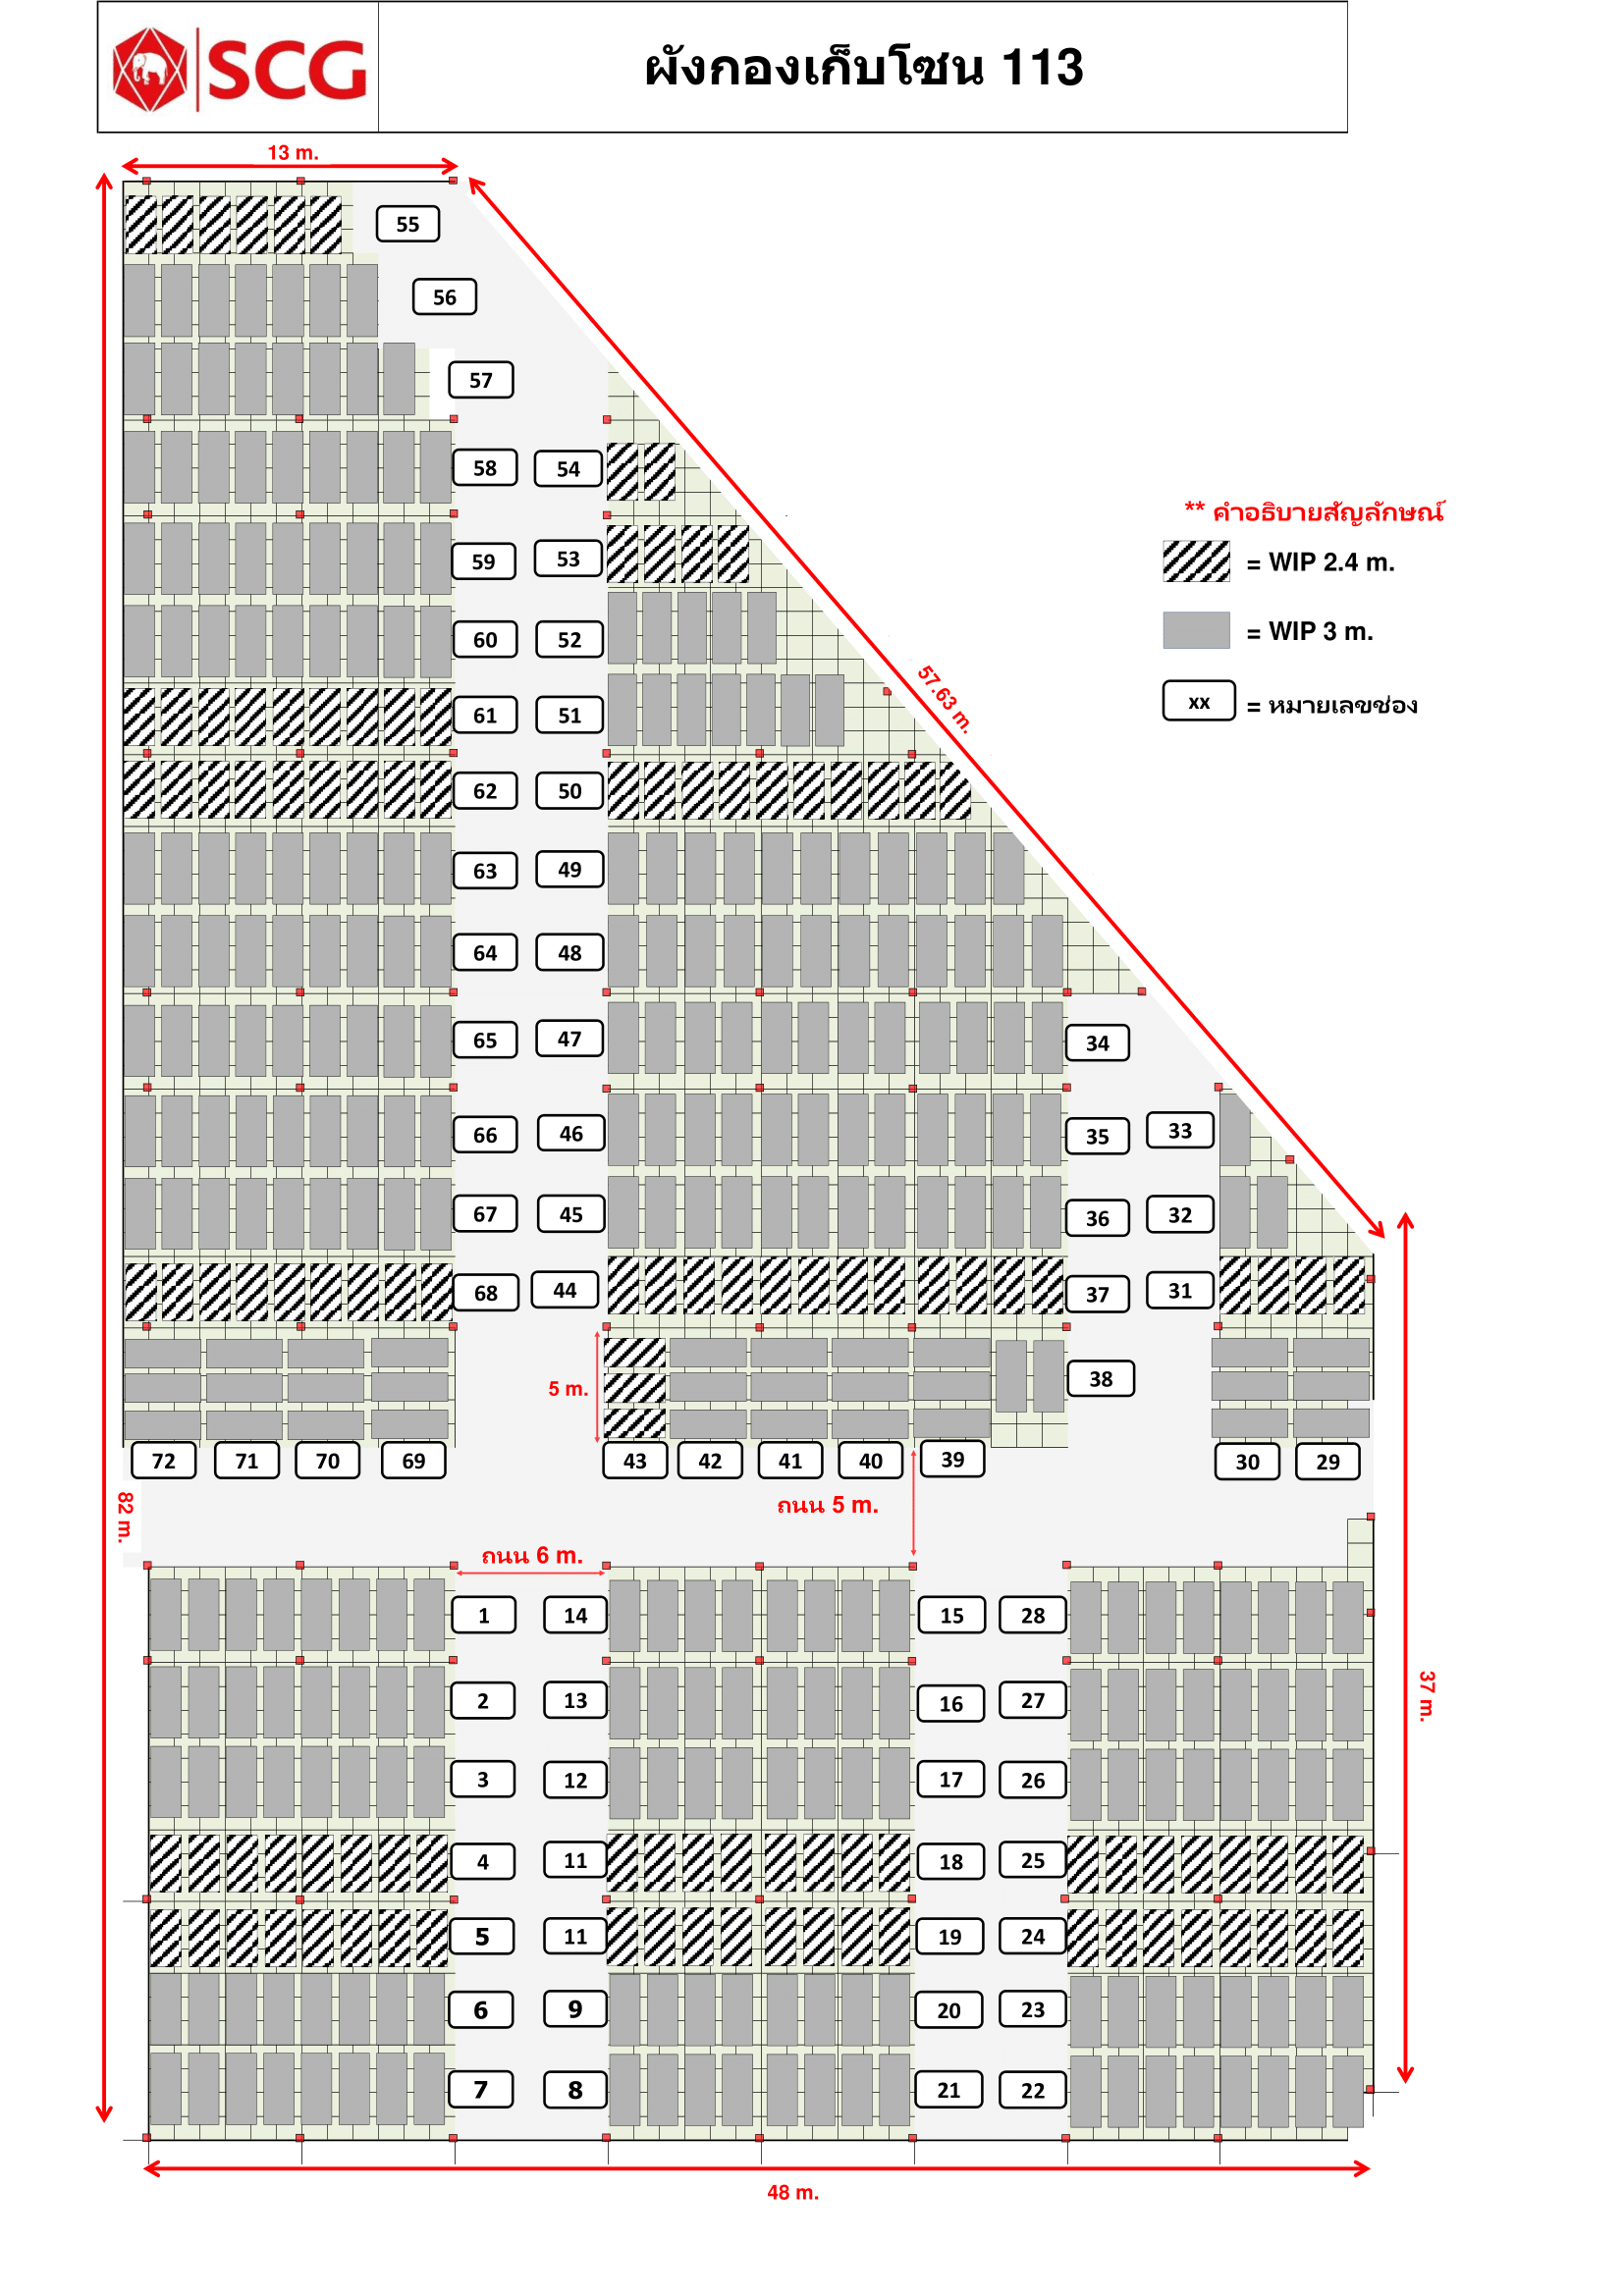 SCG
ผังกองเก็บโซน 113
13 m.
55
56
57
58 54
** คำอธิบายสัญลักษณ์
= WIP 2.4 m.
= WIP 3 m.
xx = หมายเลขช่อง
59 53
60 52
57.63 m.
61 51
62 50
63 49
64 48
65 47 34
66 46 35 33
67 45 36 32
68 44 37 31
5 m.
38
72 71 70 69 43 42 41 40 39 30 29
82 m.
ถนน 5 m.
ถนน 6 m.
1 14 15 28
37 m.
2 13 16 27
3 12 17 26
4 11 18 25
5 11 19 24
6 9 20 23
7 8 21 22
48 m.